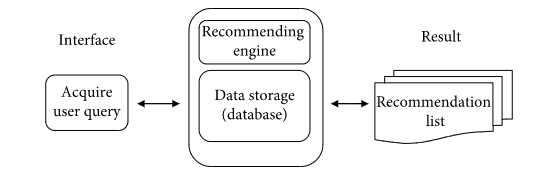 Interface
Acquire
user query
Recommending
engine
Data storage
(database)
Result
Recommendation
list